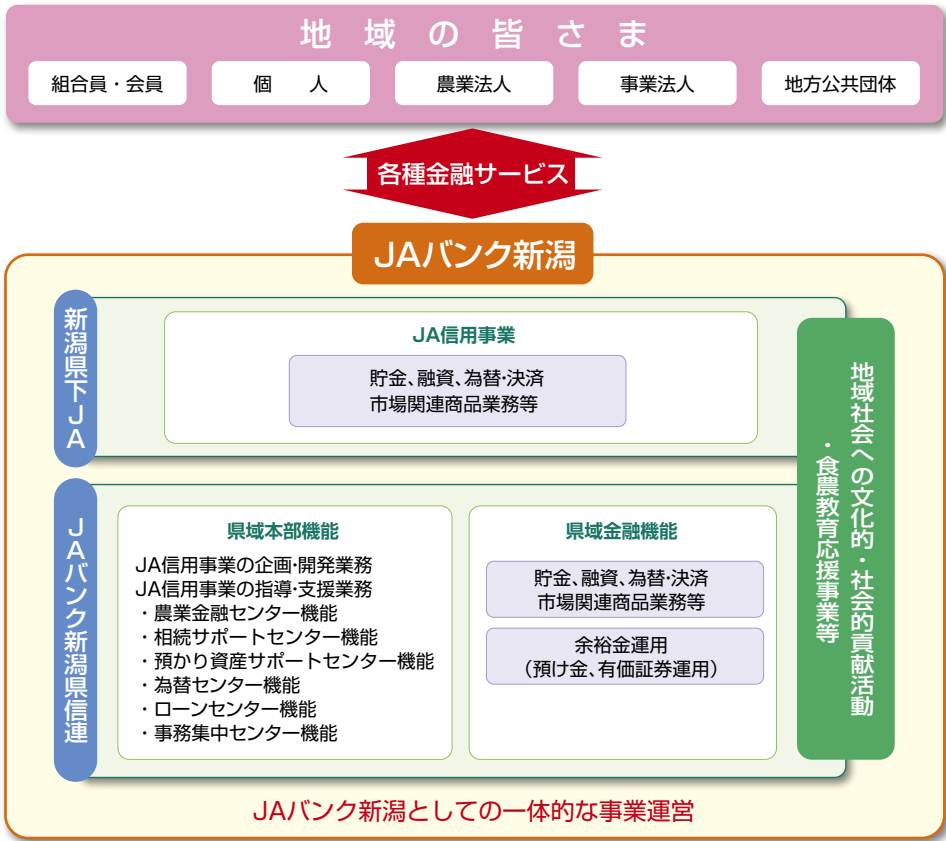 地域の皆さま
組合員・会員
個　人
農業法人
事業法人
地方公共団体
各種金融サービス
JAバンク新潟
新潟県下JA
JA信用事業
貯金、融資、為替・決済
市場関連商品業務等
JAバンク新潟県信連
県域本部機能
JA信用事業の企画・開発業務
JA信用事業の指導・支援業務
・農業金融センター機能
・相続サポートセンター機能
・預かり資産サポートセンター機能
・為替センター機能
・ローンセンター機能
・事務集中センター機能
県域金融機能
貯金、融資、為替・決済
市場関連商品業務等
余裕金運用
（預け金、有価証券運用）
地域社会への文化的・社会的貢献活動
・食農教育応援事業等
JAバンク新潟としての一体的な事業運営